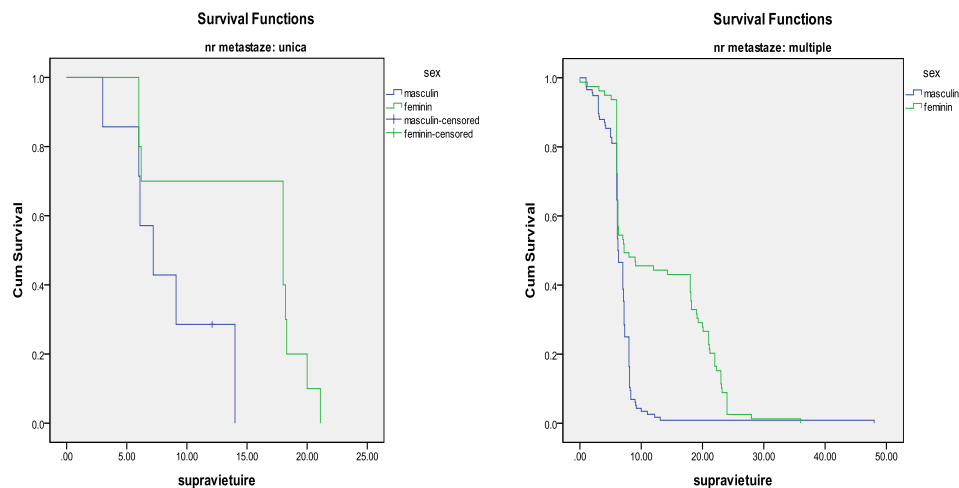 Survival Functions
nr metastaze: unica
sex
masculin
feminin
masculin-censored
feminin-censored
Cum Survival
1.0
0.8
0.6
0.4
0.2
0.0
.00 5.00 10.00 15.00 20.00 25.00
supravietuire
Survival Functions
nr metastaze: multiple
sex
masculin
feminin
Cum Survival
1.0
0.8
0.6
0.4
0.2
0.0
.00 10.00 20.00 30.00 40.00 50.00
supravietuire